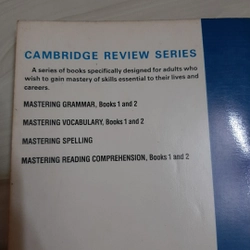 CAMBRIDGE REVIEW SERIES
A series of books specifically designed for adults who
wish to gain mastery of skills essential to their lives and
careers.
MASTERING GRAMMAR, Books 1 and 2
MASTERING VOCABULARY, Books 1 and 2
MASTERING SPELLING
MASTERING READING COMPREHENSION, Books 1 and 2